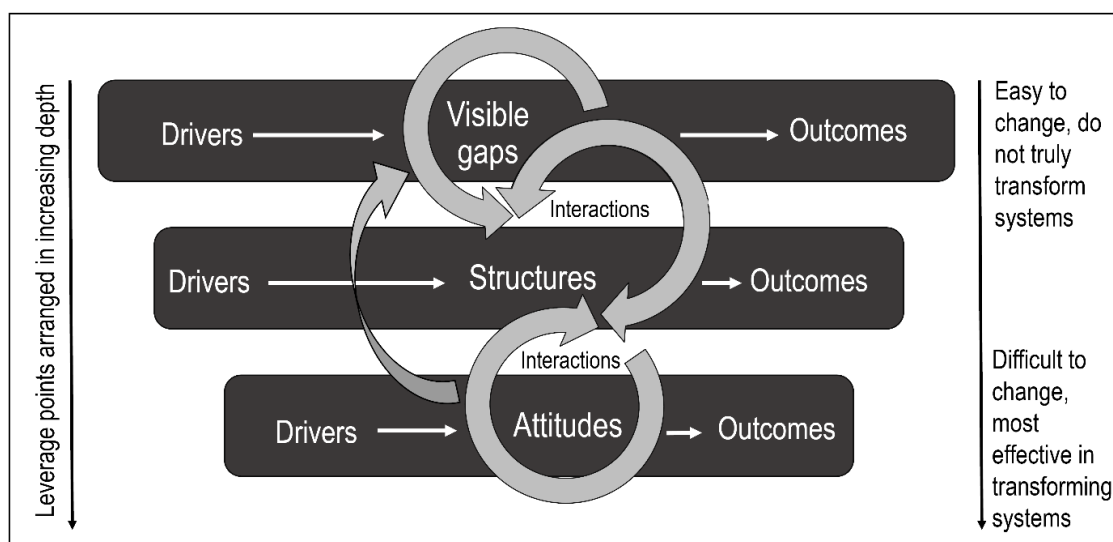 Leverage points arranged in increasing depth
Drivers
Visible
gaps
Outcomes
Interactions
Drivers
Structures
Outcomes
Interactions
Drivers
Attitudes
Outcomes
Easy to
change, do
not truly
transform
systems
Difficult to
change,
most
effective in
transforming
systems